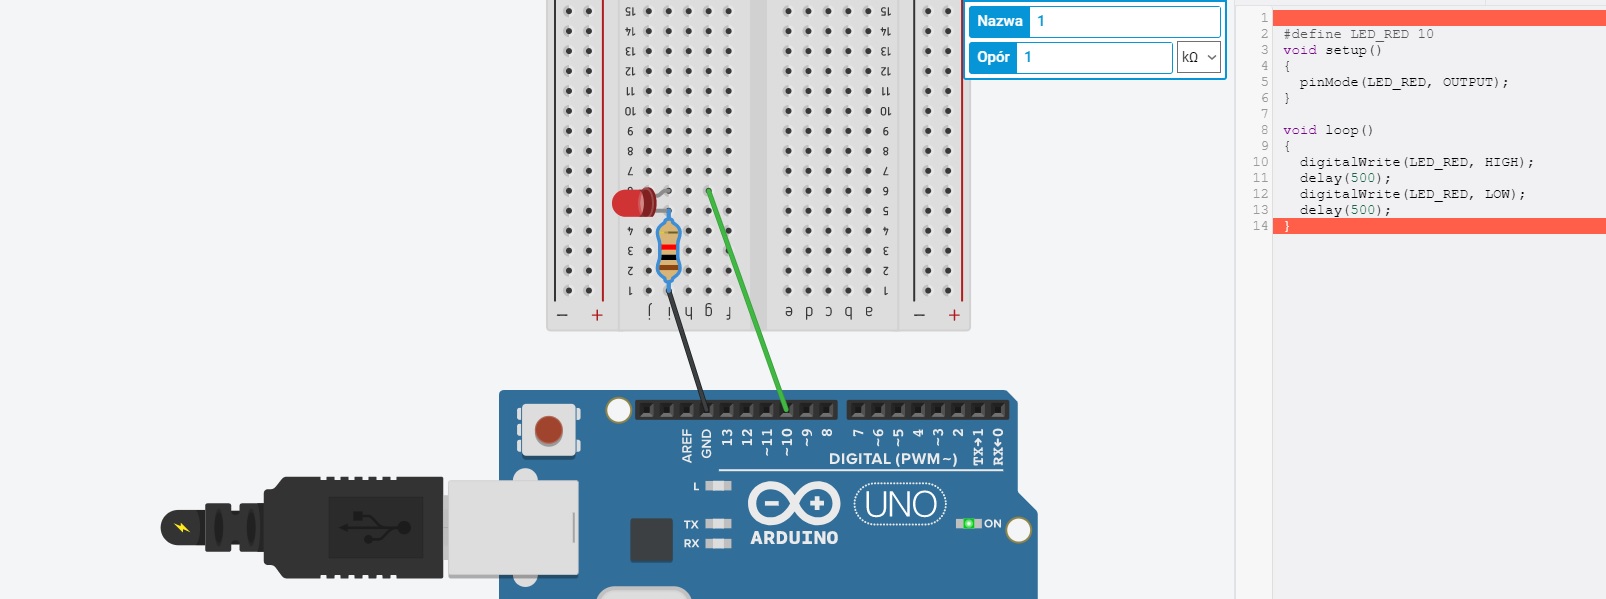 15 15
14 14
13 13
12 12
11 11
10 10
9 9
8 8
7 7
6 6
5 5
4 4
3 3
2 2
1 1
− + j i h g f e d c b a − +
Nazwa 1
Opór 1 kΩ
1
2 #define LED_RED 10
3 void setup()
4 {
5 pinMode(LED_RED, OUTPUT);
6 }
7
8 void loop()
9 {
10 digitalWrite(LED_RED, HIGH);
11 delay(500);
12 digitalWrite(LED_RED, LOW);
13 delay(500);
14 }
AREF GND 13 12 ~11 ~10 ~9 8 7 ~6 ~5 4 ~3 2 TX→1 RX←0
DIGITAL (PWM~)
L
TX
RX
UNO
ARDUINO
ON